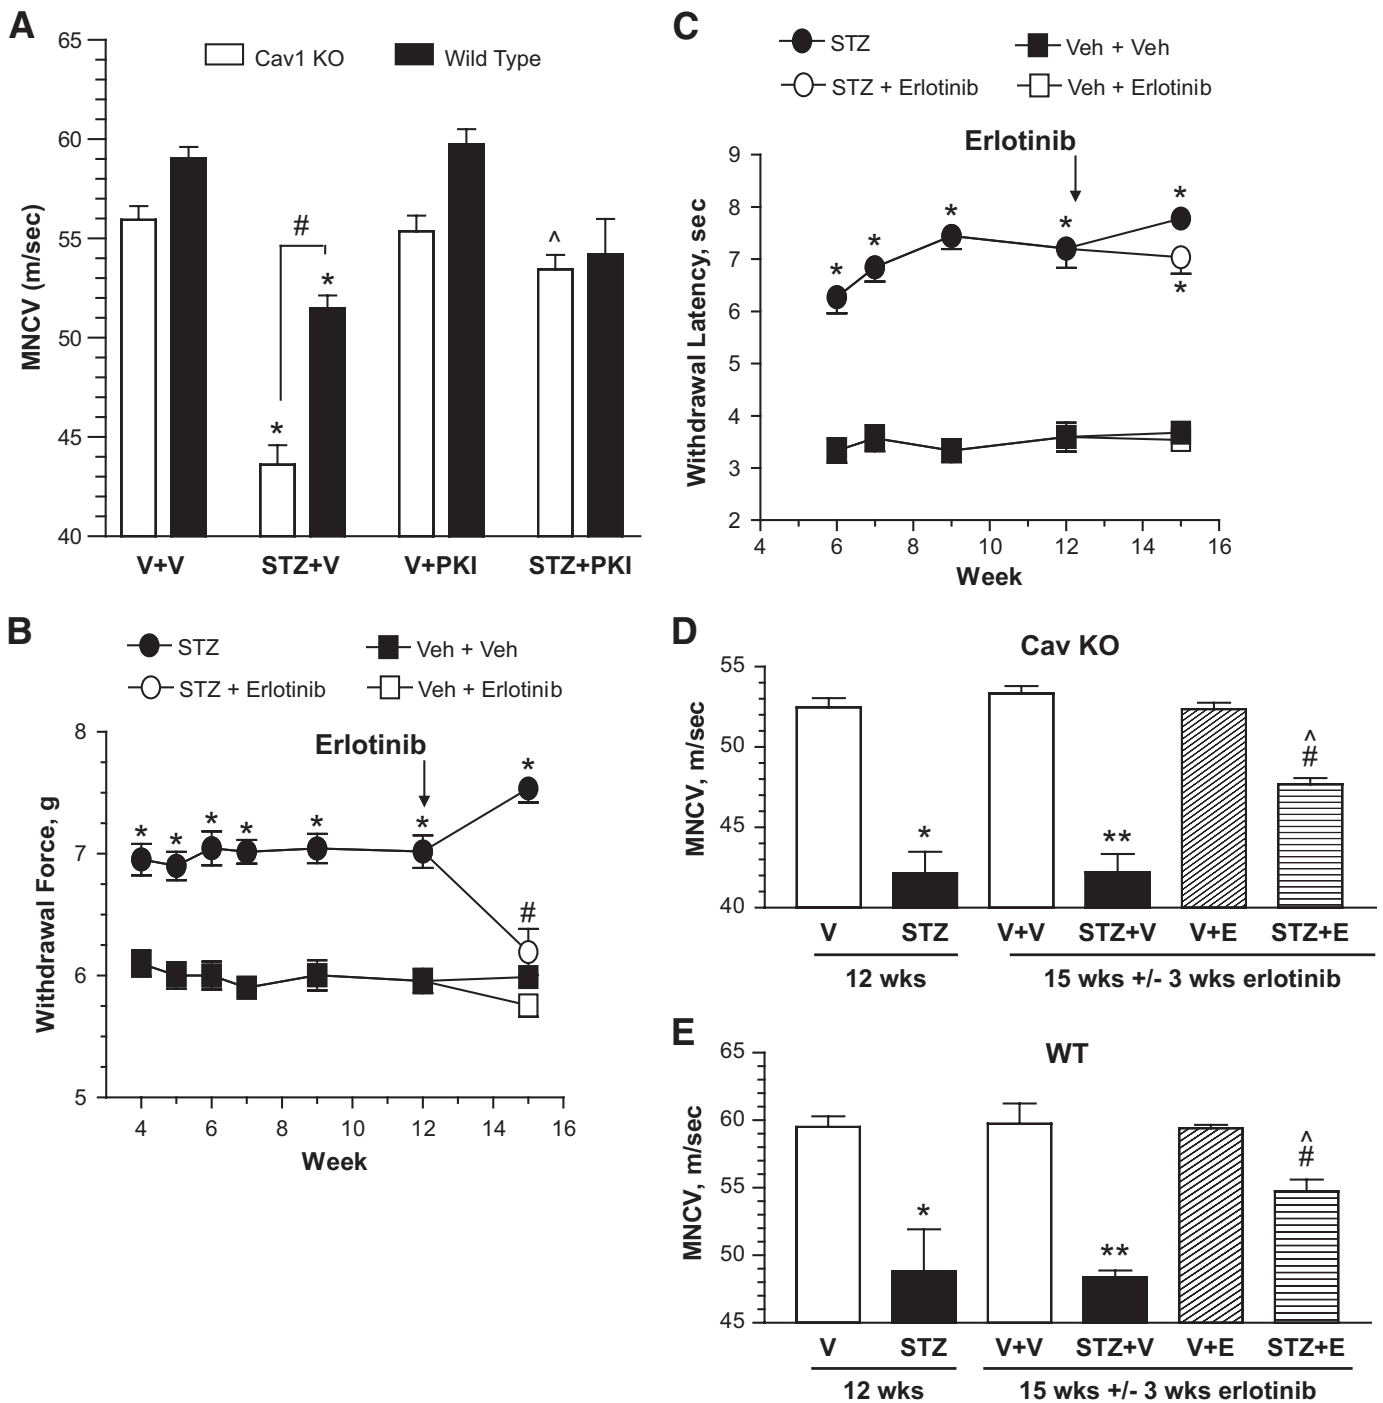 A
65
60
55
50
45
40
MNCV (m/sec)
Cav1 KO
Wild Type
#
*
*
^
V+V
STZ+V
V+PKI
STZ+PKI
B
STZ
Veh + Veh
STZ + Erlotinib
Veh + Erlotinib
8
7
6
5
Withdrawal Force, g
Erlotinib
* * * * * * *
#
4 6 8 10 12 14 16
Week
C
STZ
Veh + Veh
STZ + Erlotinib
Veh + Erlotinib
9
8
7
6
5
4
3
2
Withdrawal Latency, sec
Erlotinib
* * * * *
*
4 6 8 10 12 14 16
Week
D
Cav KO
55
50
45
40
MNCV, m/sec
*
**
^
#
V STZ V+V STZ+V V+E STZ+E
12 wks 15 wks +/- 3 wks erlotinib
E
WT
65
60
55
50
45
MNCV, m/sec
*
**
^
#
V STZ V+V STZ+V V+E STZ+E
12 wks 15 wks +/- 3 wks erlotinib